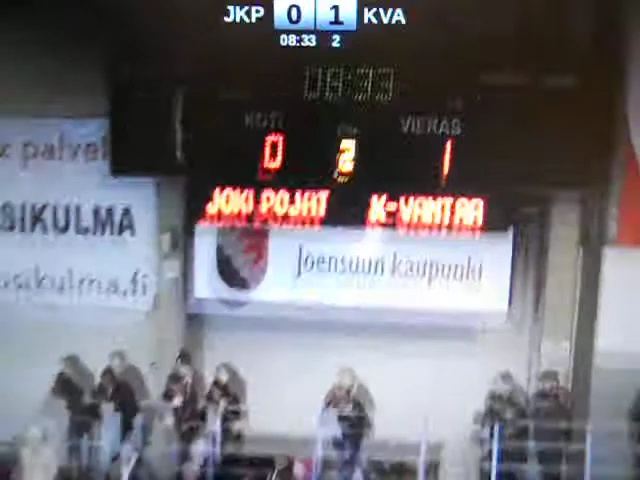 JKP 0 1 KVA
08:33 2
08:33
KOTI VIERAS
0 2 1
JOKI POJAT K-VANTAA
Joensuun kaupunki
SIKULMA
sikulma.fi